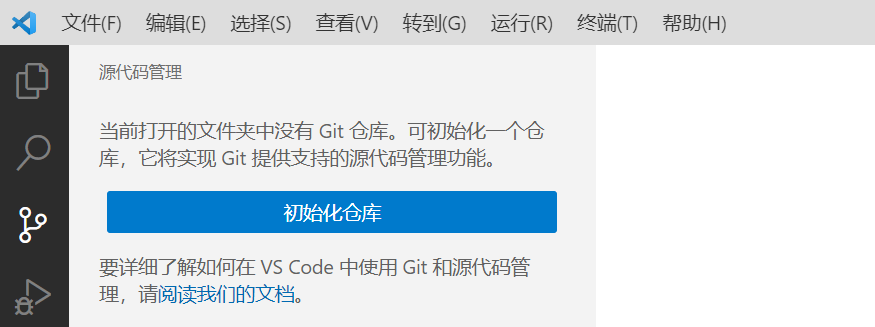 文件(F) 编辑(E) 选择(S) 查看(V) 转到(G) 运行(R) 终端(T) 帮助(H)
源代码管理
当前打开的文件夹中没有 Git 仓库。可初始化一个仓
库，它将实现 Git 提供支持的源代码管理功能。
初始化仓库
要详细了解如何在 VS Code 中使用 Git 和源代码管
理，请阅读我们的文档。